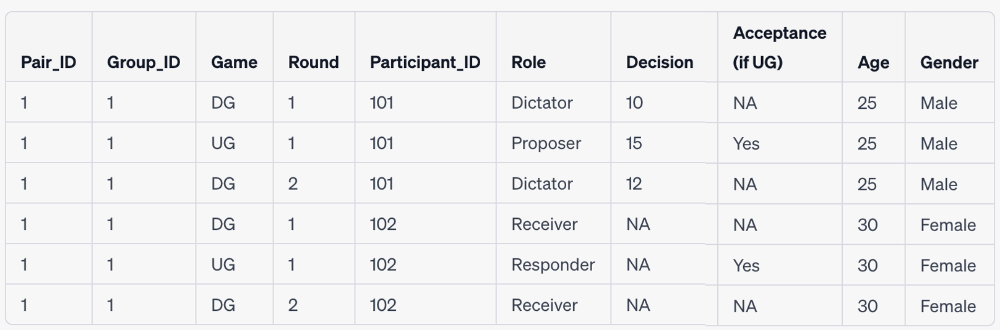 Pair_ID Group_ID Game Round Participant_ID Role Decision Acceptance (if UG) Age Gender
1 1 DG 1 101 Dictator 10 NA 25 Male
1 1 UG 1 101 Proposer 15 Yes 25 Male
1 1 DG 2 101 Dictator 12 NA 25 Male
1 1 DG 1 102 Receiver NA NA 30 Female
1 1 UG 1 102 Responder NA Yes 30 Female
1 1 DG 2 102 Receiver NA NA 30 Female